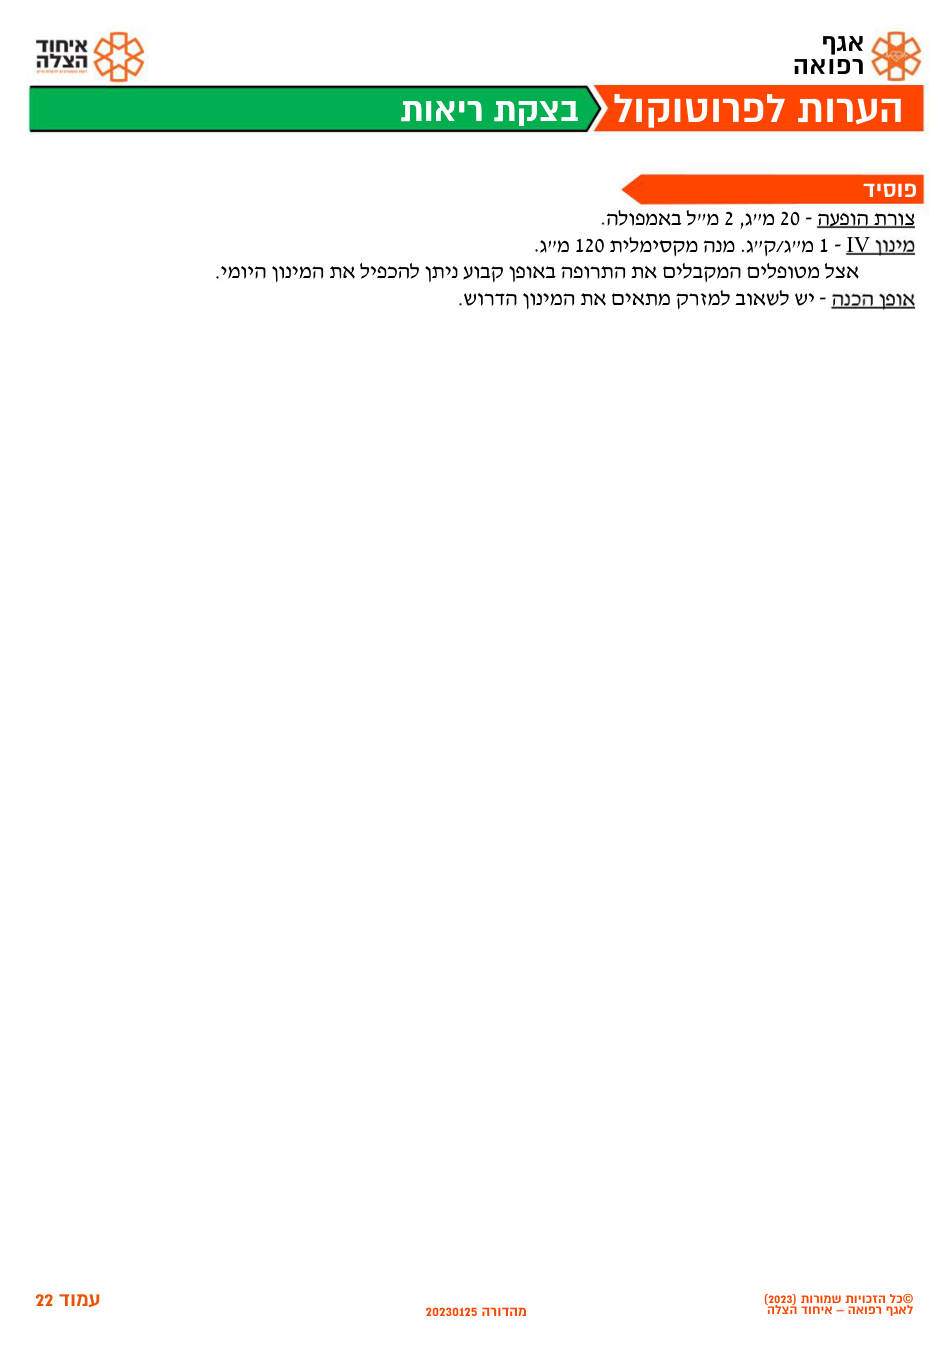 אגף
רפואה
איחוד
הצלה
הערות לפרוטוקול
בצקת ריאות
פוסיד
צורת הופעה - 20 מ״ג, 2 מ״ל באמפולה.
מינון IV - 1 מ״ג/ק״ג. מנה מקסימלית 120 מ״ג.
אצל מטופלים המקבלים את התרופה באופן קבוע ניתן להכפיל את המינון היומי.
אופן הכנה - יש לשאוב למזרק מתאים את המינון הדרוש.
©כל הזכויות שמורות (2023)
לאגף רפואה – איחוד הצלה
מהדורה 20230125
עמוד 22